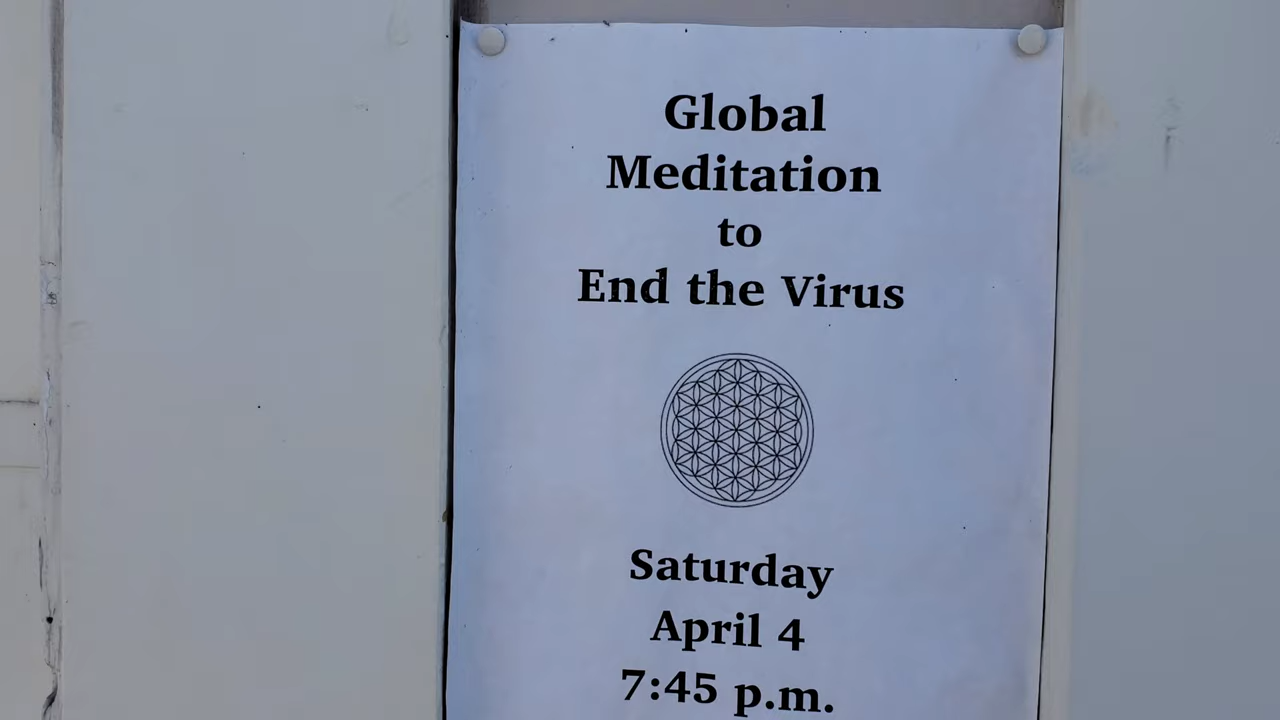 Global
Meditation
to
End the Virus
Saturday
April 4
7:45 p.m.